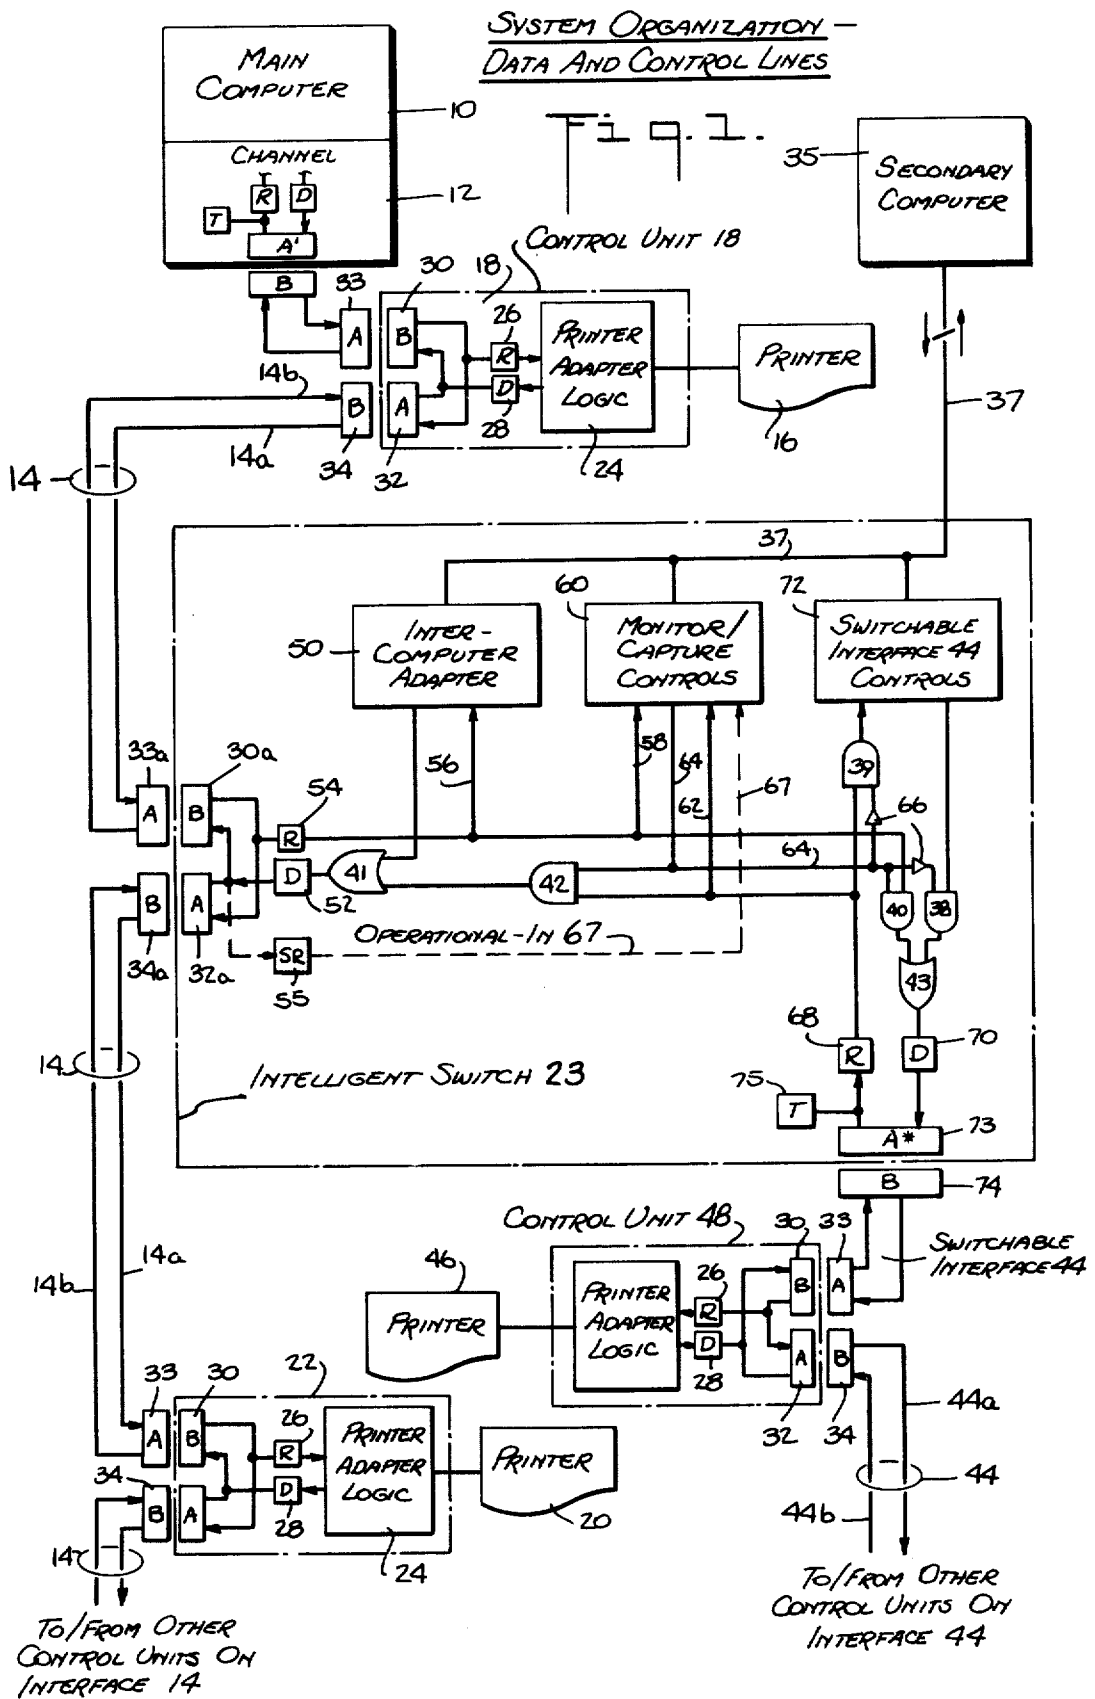 SYSTEM ORGANIZATION —
DATA AND CONTROL LINES
Fig. 1.
MAIN
COMPUTER
10
CHANNEL
R
D
T
12
A'
B
35
SECONDARY
COMPUTER
CONTROL UNIT 18
33
30
18
26
A
B
R
PRINTER
ADAPTER
LOGIC
PRINTER
14b
B
A
D
28
16
37
14a
34
32
24
14
37
60
72
50
INTER-
COMPUTER
ADAPTER
MONITOR/
CAPTURE
CONTROLS
SWITCHABLE
INTERFACE 44
CONTROLS
33a
30a
54
56
58
64
62
67
39
66
A
B
R
64
D
41
42
52
40
38
B
A
34a
32a
OPERATIONAL-IN 67
SR
55
43
68
R
D
70
14
INTELLIGENT SWITCH 23
75
T
A*
73
B
74
CONTROL UNIT 48
30
33
SWITCHABLE
INTERFACE 44
14a
14b
46
PRINTER
PRINTER
ADAPTER
LOGIC
26
R
D
28
B
A
A
B
32
34
44a
33
30
22
26
A
B
R
PRINTER
ADAPTER
LOGIC
PRINTER
34
B
A
D
28
24
20
44
44b
14
TO/FROM OTHER
CONTROL UNITS ON
INTERFACE 44
TO/FROM OTHER
CONTROL UNITS ON
INTERFACE 14